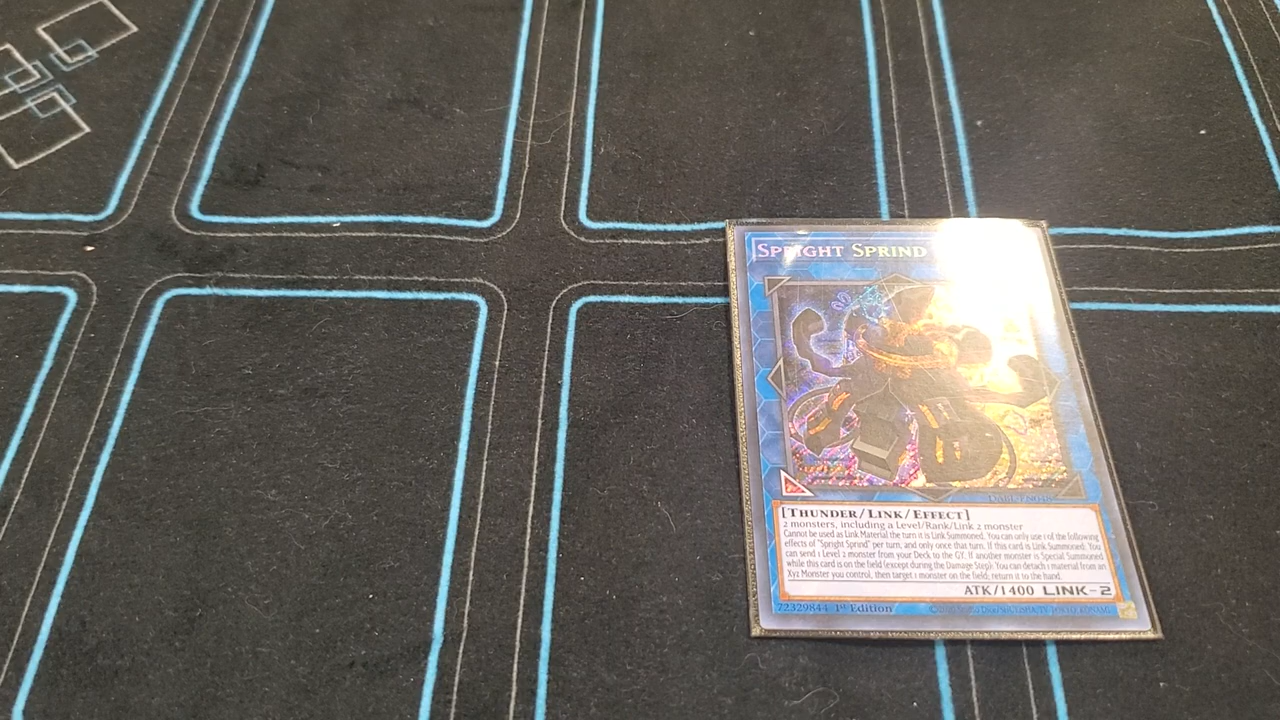 SPRIGHT SPRIND
DABL-EN048
[THUNDER/LINK/EFFECT]
2 monsters, including a Level/Rank/Link 2 monster
Cannot be used as Link Material the turn it is Link Summoned. You can only use 1 of the following
effects of "Spright Sprind" per turn, and only once that turn. If this card is Link Summoned: You
can send 1 Level 2 monster from your Deck to the GY. If another monster is Special Summoned
while this card is on the field (except during the Damage Step): You can detach 1 material from an
Xyz Monster you control, then target 1 monster on the field; return it to the hand.
ATK/1400 LINK-2
72329844 1st Edition